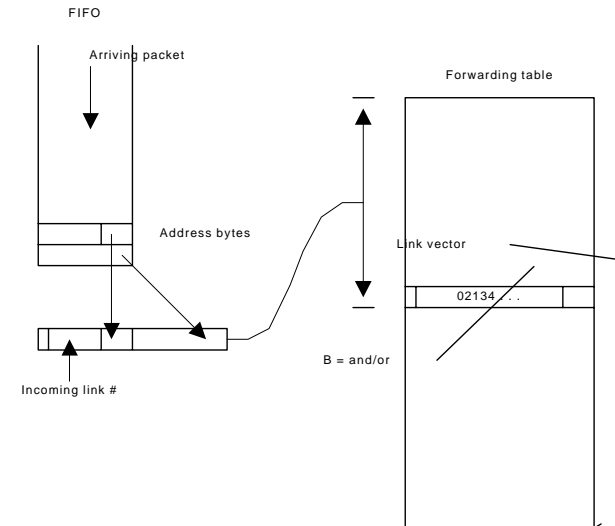 FIFO
Arriving packet
Forwarding table
Address bytes
Link vector
02134 . . .
B = and/or
Incoming link #